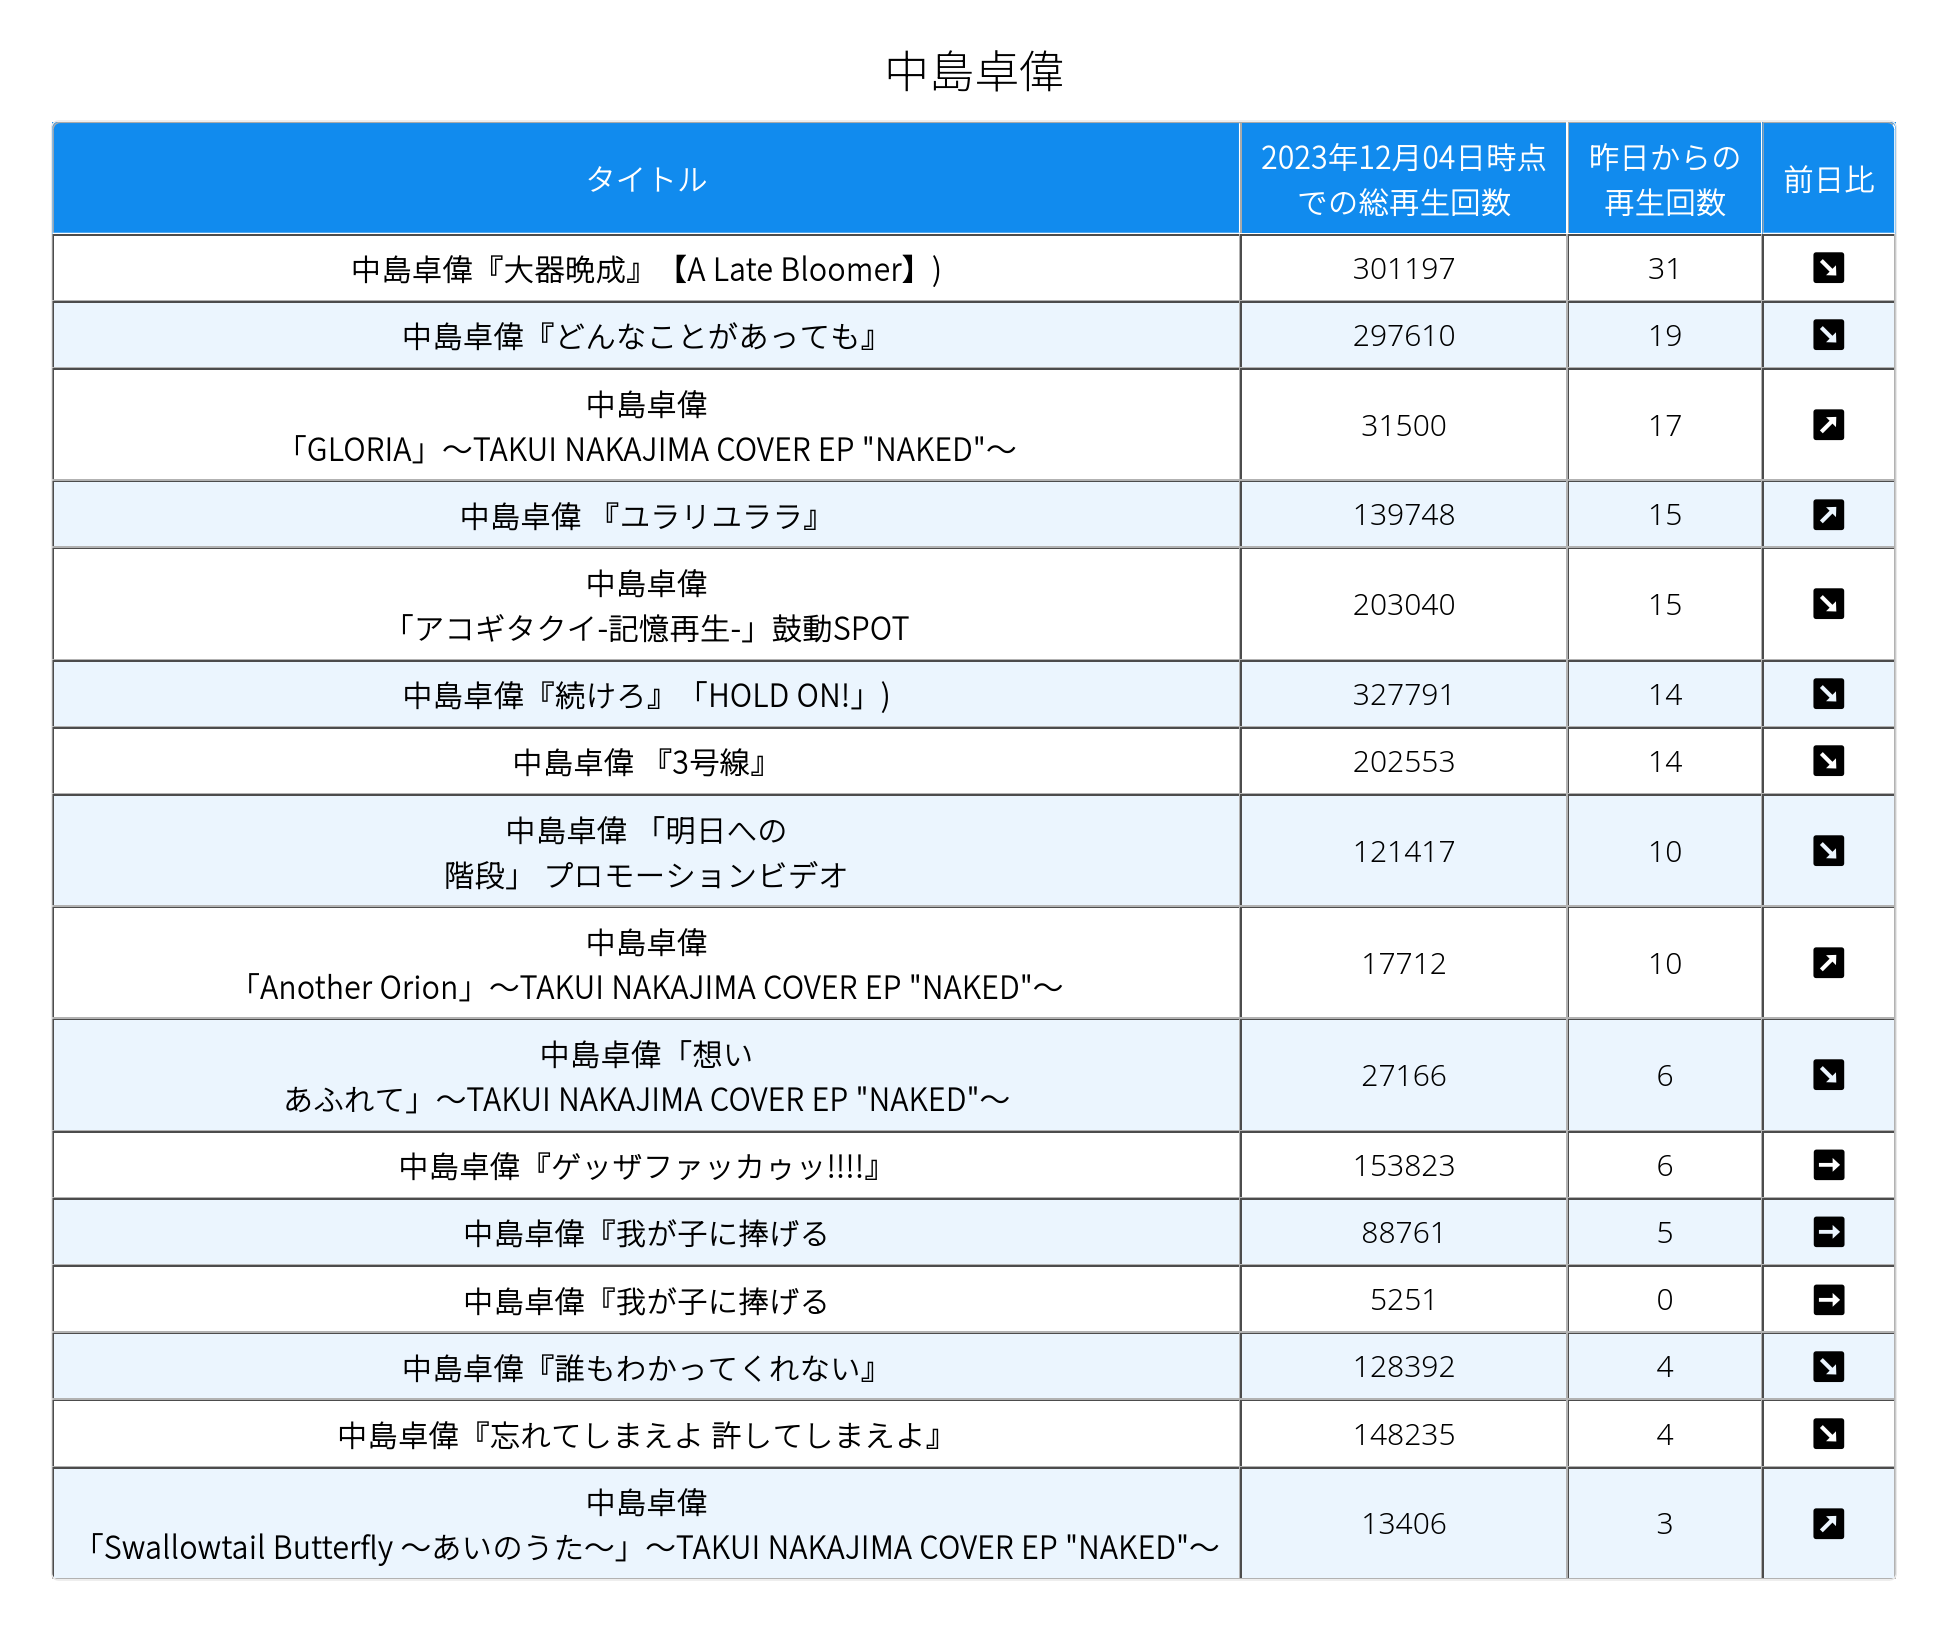 中島卓偉
タイトル
2023年12月04日時点
での総再生回数
昨日からの
再生回数
前日比
中島卓偉『大器晩成』【A Late Bloomer】)
301197
31
中島卓偉『どんなことがあっても』
297610
19
中島卓偉
「GLORIA」～TAKUI NAKAJIMA COVER EP "NAKED"～
31500
17
中島卓偉 『ユラリユララ』
139748
15
中島卓偉
「アコギタクイ-記憶再生-」鼓動SPOT
203040
15
中島卓偉『続けろ』「HOLD ON!」)
327791
14
中島卓偉 『3号線』
202553
14
中島卓偉 「明日への
階段」 プロモーションビデオ
121417
10
中島卓偉
「Another Orion」～TAKUI NAKAJIMA COVER EP "NAKED"～
17712
10
中島卓偉「想い
あふれて」～TAKUI NAKAJIMA COVER EP "NAKED"～
27166
6
中島卓偉『ゲッザファッカゥッ!!!!』
153823
6
中島卓偉『我が子に捧げる
88761
5
中島卓偉『我が子に捧げる
5251
0
中島卓偉『誰もわかってくれない』
128392
4
中島卓偉『忘れてしまえよ 許してしまえよ』
148235
4
中島卓偉
「Swallowtail Butterfly ～あいのうた～」～TAKUI NAKAJIMA COVER EP "NAKED"～
13406
3